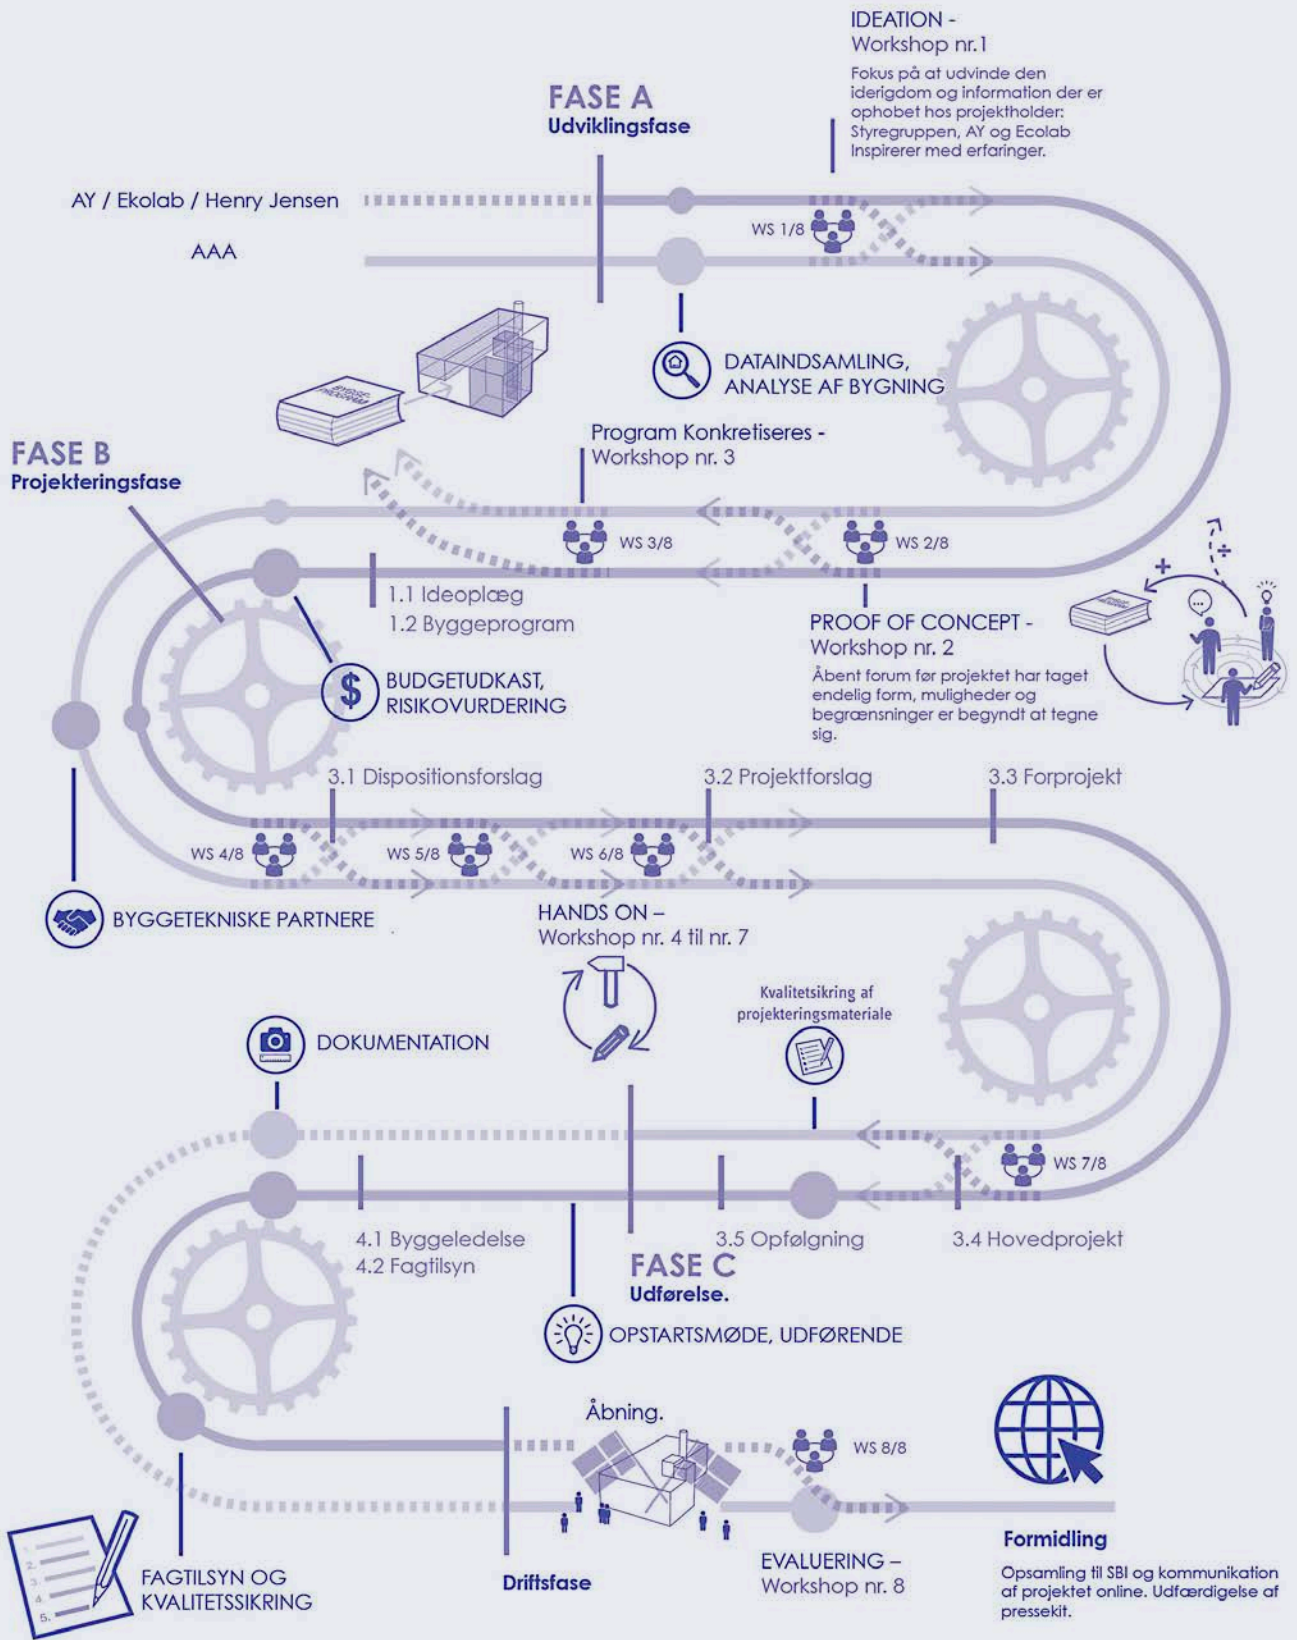 IDEATION -
Workshop nr.1
Fokus på at udvinde den
iderigdom og information der er
ophobet hos projektholder:
Styregruppen, AY og Ecolab
Inspirerer med erfaringer.
FASE A
Udviklingsfase
AY / Ekolab / Henry Jensen
AAA
WS 1/8
DATAINDSAMLING,
ANALYSE AF BYGNING
BYGGE-
PROGRAM
Program Konkretiseres -
Workshop nr. 3
FASE B
Projekteringsfase
WS 3/8
WS 2/8
1.1 Ideoplæg
1.2 Byggeprogram
PROOF OF CONCEPT -
Workshop nr. 2
Åbent forum før projektet har taget
endelig form, muligheder og
begrænsninger er begyndt at tegne
sig.
+
÷
$
BUDGETUDKAST,
RISIKOVURDERING
3.1 Dispositionsforslag
3.2 Projektforslag
3.3 Forprojekt
WS 4/8
WS 5/8
WS 6/8
BYGGETEKNISKE PARTNERE
HANDS ON –
Workshop nr. 4 til nr. 7
Kvalitetsikring af
projekteringsmateriale
DOKUMENTATION
WS 7/8
4.1 Byggeledelse
4.2 Fagtilsyn
3.5 Opfølgning
3.4 Hovedprojekt
FASE C
Udførelse.
OPSTARTSMØDE, UDFØRENDE
Åbning.
WS 8/8
1.
2.
3.
4.
5.
FAGTILSYN OG
KVALITETSSIKRING
Driftsfase
EVALUERING –
Workshop nr. 8
Formidling
Opsamling til SBI og kommunikation
af projektet online. Udfærdigelse af
pressekit.